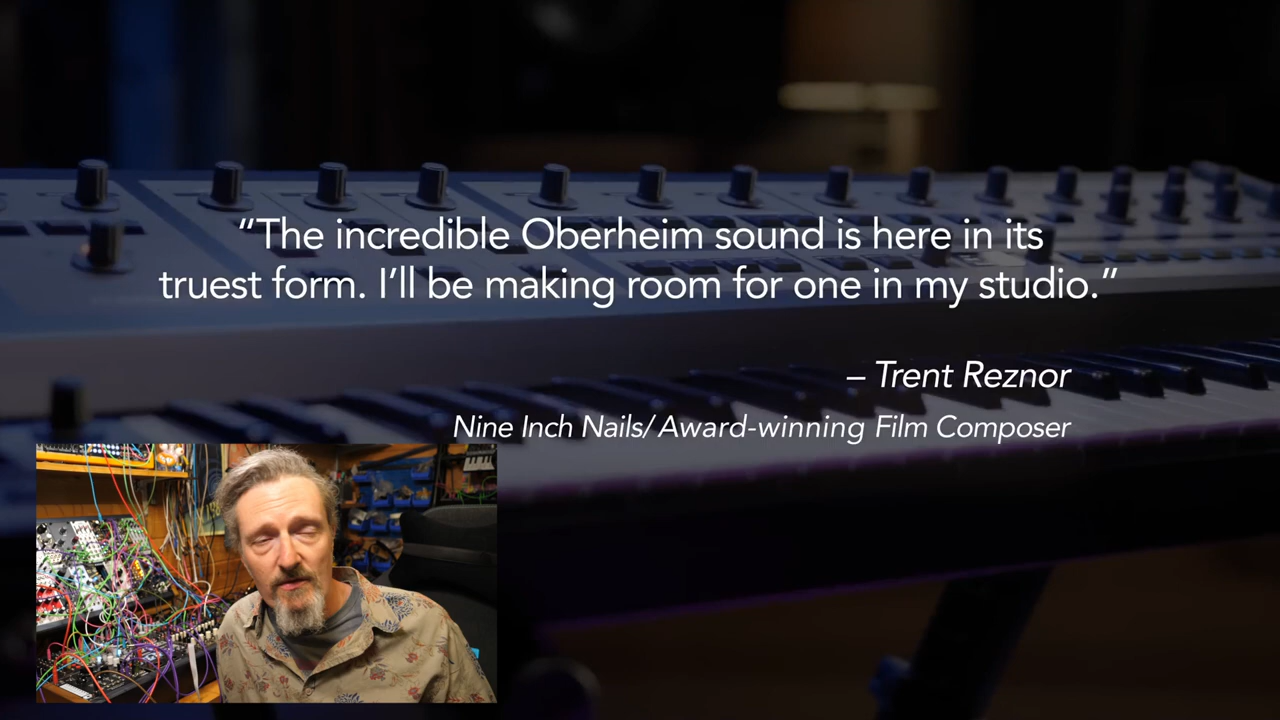 “The incredible Oberheim sound is here in its
truest form. I’ll be making room for one in my studio.”
– Trent Reznor
Nine Inch Nails/Award-winning Film Composer